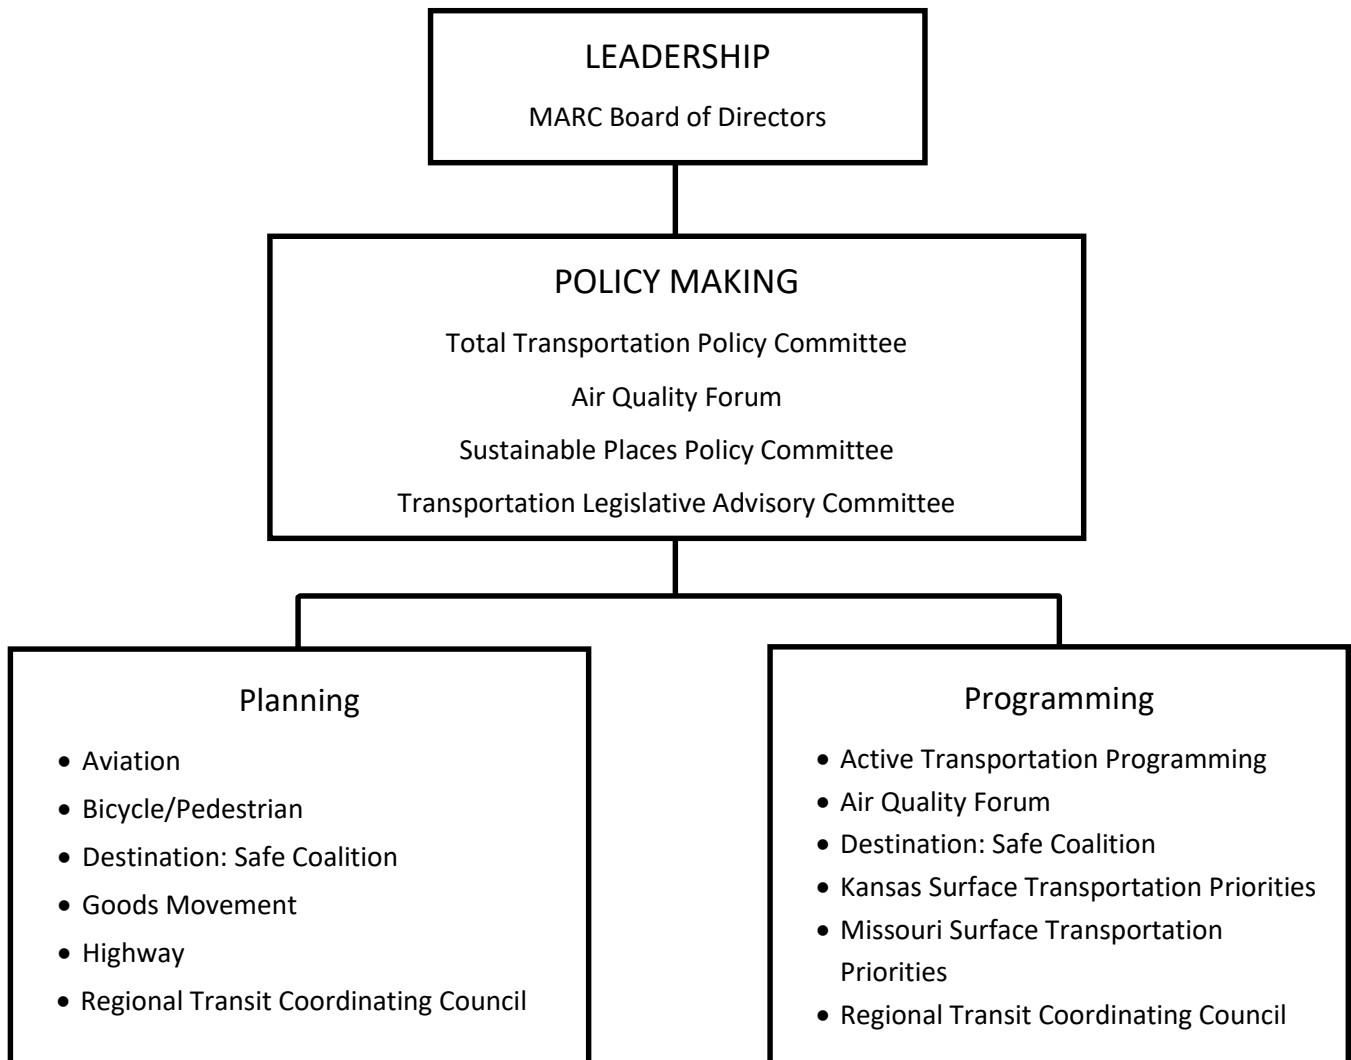 LEADERSHIP
MARC Board of Directors
POLICY MAKING
Total Transportation Policy Committee
Air Quality Forum
Sustainable Places Policy Committee
Transportation Legislative Advisory Committee
Planning
• Aviation
• Bicycle/Pedestrian
• Destination: Safe Coalition
• Goods Movement
• Highway
• Regional Transit Coordinating Council
Programming
• Active Transportation Programming
• Air Quality Forum
• Destination: Safe Coalition
• Kansas Surface Transportation Priorities
• Missouri Surface Transportation
Priorities
• Regional Transit Coordinating Council